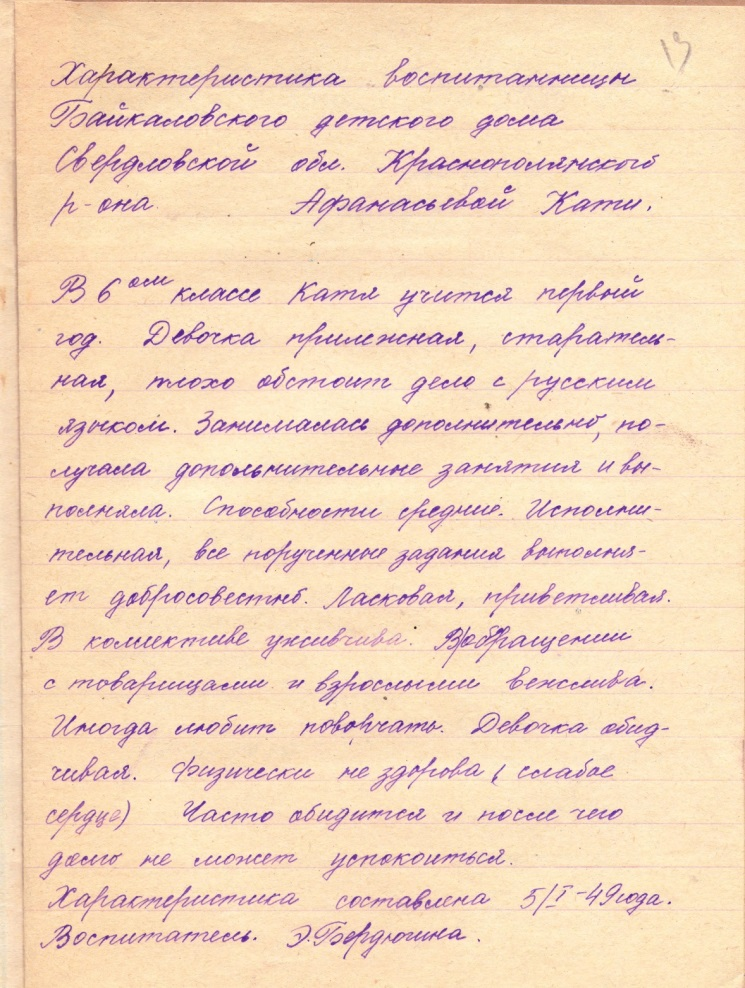 13
Характеристика воспитанницы
Байкаловского детского дома
Свердловской обл. Краснополянского
р-она Афанасьевой Кати.
В 6ом классе Катя учится первый
год. Девочка прилежная, старатель-
ная, плохо обстоит дело с русским
языком. Занималась дополнительно, по-
лучала допольнительные занятия и вы-
полняла. Способности средние. Исполни-
тельная, все порученные задания выполня-
ет добросовестно. Ласковая, приветливая.
В коллективе уживчива. В обращении
с товарищами и взрослыми вежлива.
Иногда любит поворчать. Девочка обид-
чивая. Физически не здорова (слабое
сердце) Часто обидится и после чего
долго не может успокоиться.
Характеристика составлена 5/I-49 года.
Воспитатель. Э.Бердюгина.